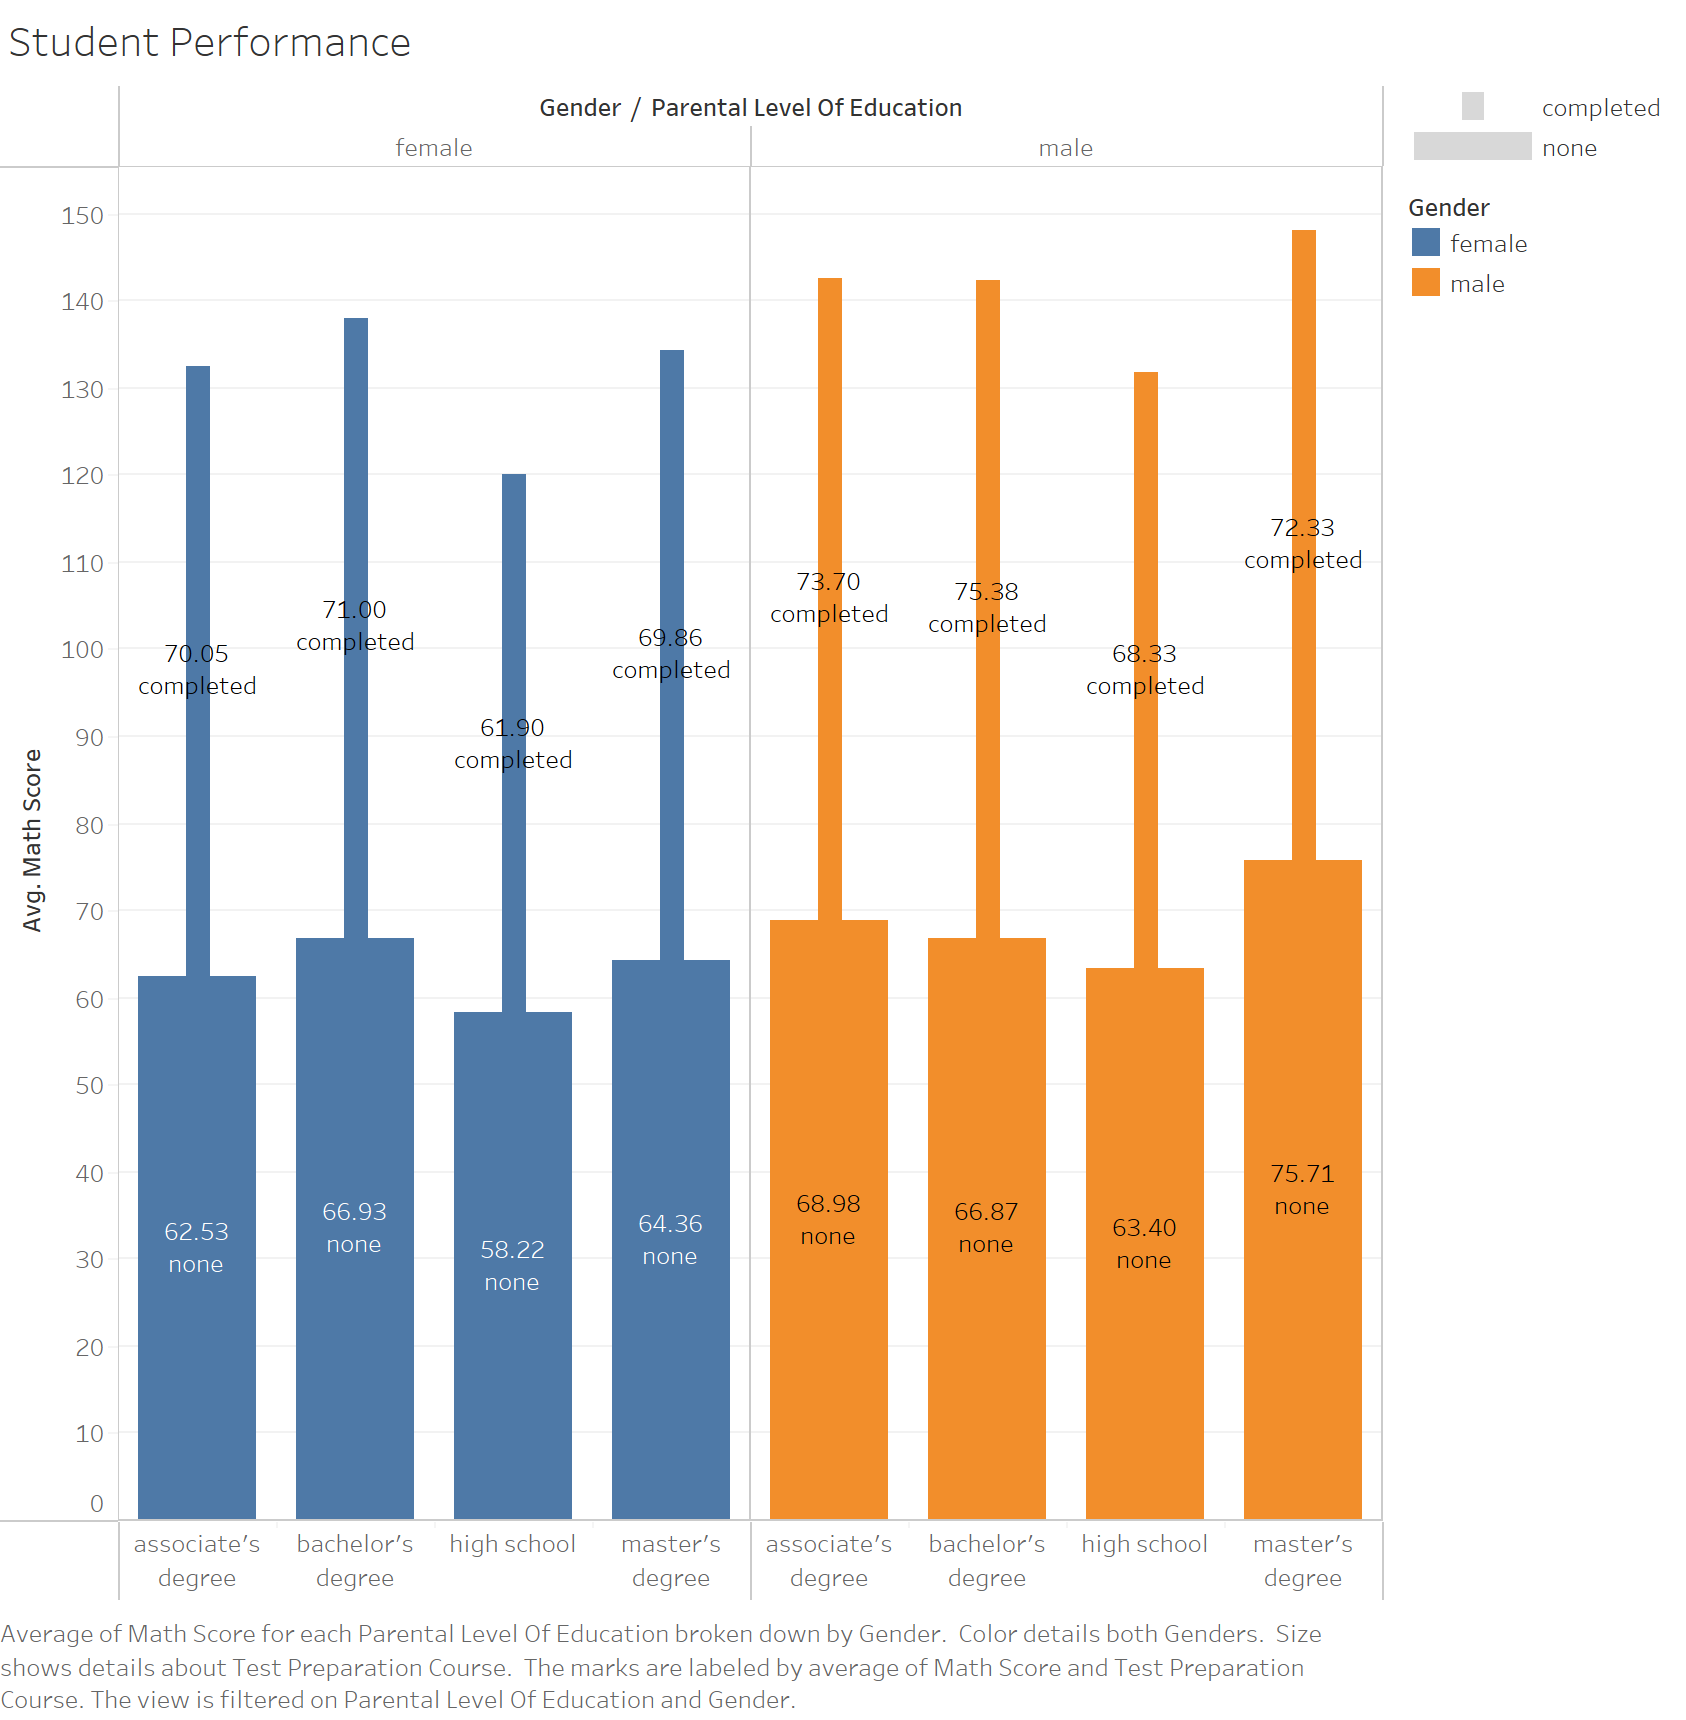 Student Performance
Gender / Parental Level Of Education
female
male
completed
none
Gender
female
male
Avg. Math Score
150
140
130
120
110
100
90
80
70
60
50
40
30
20
10
0
70.05
completed
71.00
completed
61.90
completed
69.86
completed
73.70
completed
75.38
completed
68.33
completed
72.33
completed
62.53
none
66.93
none
58.22
none
64.36
none
68.98
none
66.87
none
63.40
none
75.71
none
associate's
degree
bachelor's
degree
high school
master's
degree
associate's
degree
bachelor's
degree
high school
master's
degree
Average of Math Score for each Parental Level Of Education broken down by Gender.  Color details both Genders.  Size
shows details about Test Preparation Course.  The marks are labeled by average of Math Score and Test Preparation
Course. The view is filtered on Parental Level Of Education and Gender.